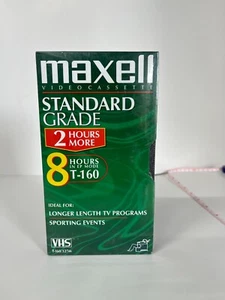 maxell
VIDEOCASSETTE
STANDARD
GRADE
2 HOURS
MORE
8 HOURS
IN EP MODE
T-160
IDEAL FOR:
LONGER LENGTH TV PROGRAMS
SPORTING EVENTS
VHS